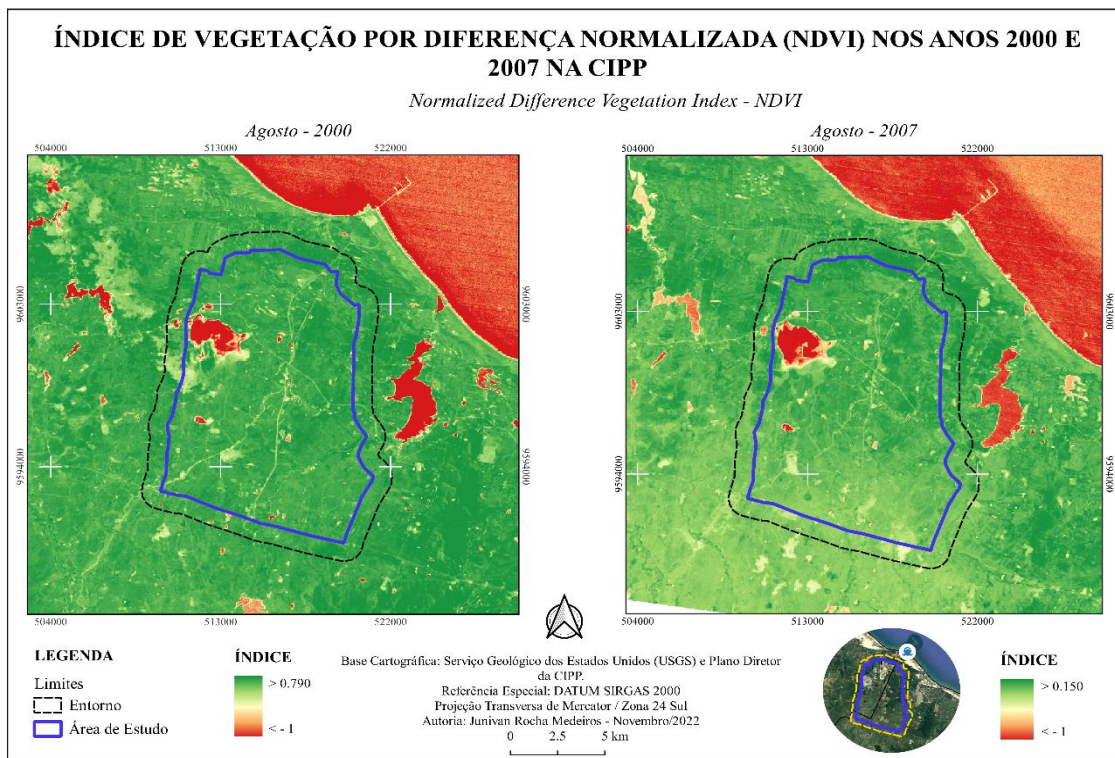 ÍNDICE DE VEGETAÇÃO POR DIFERENÇA NORMALIZADA (NDVI) NOS ANOS 2000 E
2007 NA CIPP
Normalized Difference Vegetation Index - NDVI
Agosto - 2000
504000 513000 522000
9603000 9603000
9594000 9594000
504000 513000 522000
Agosto - 2007
504000 513000 522000
9603000 9603000
9594000 9594000
504000 513000 522000
LEGENDA
Limites
Entorno
Área de Estudo
ÍNDICE
> 0.790
< - 1
Base Cartográfica: Serviço Geológico dos Estados Unidos (USGS) e Plano Diretor
da CIPP.
Referência Especial: DATUM SIRGAS 2000
Projeção Transversa de Mercator / Zona 24 Sul
Autoria: Junivan Rocha Medeiros - Novembro/2022
0 2.5 5 km
ÍNDICE
> 0.150
< - 1